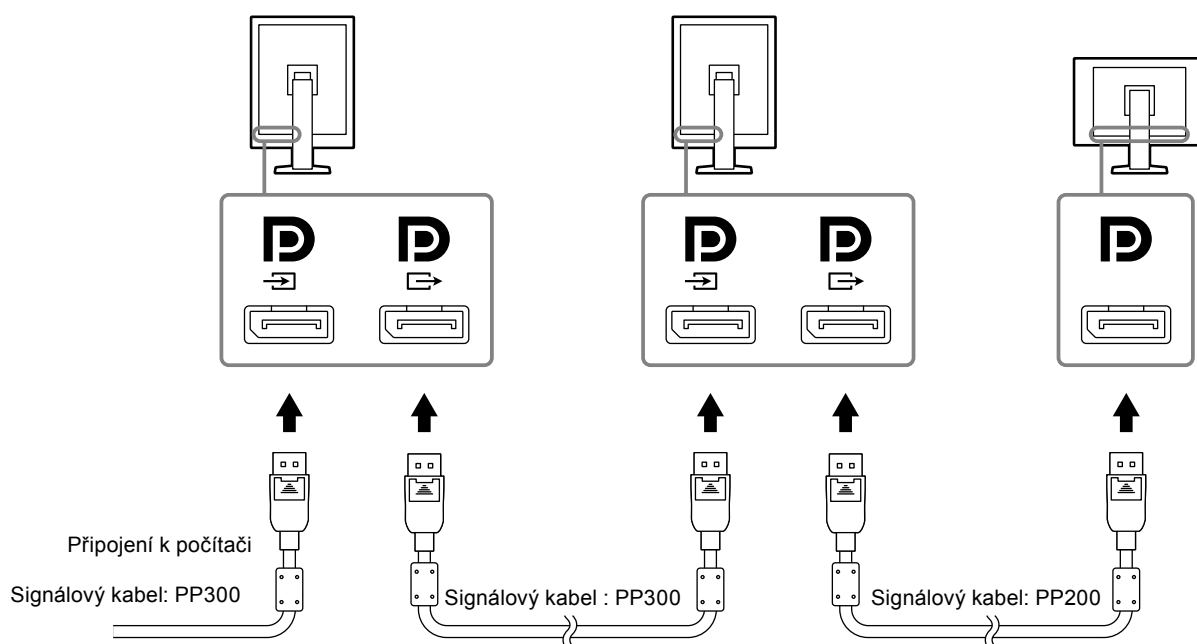 Připojení k počítači
Signálový kabel: PP300
Signálový kabel : PP300
Signálový kabel: PP200